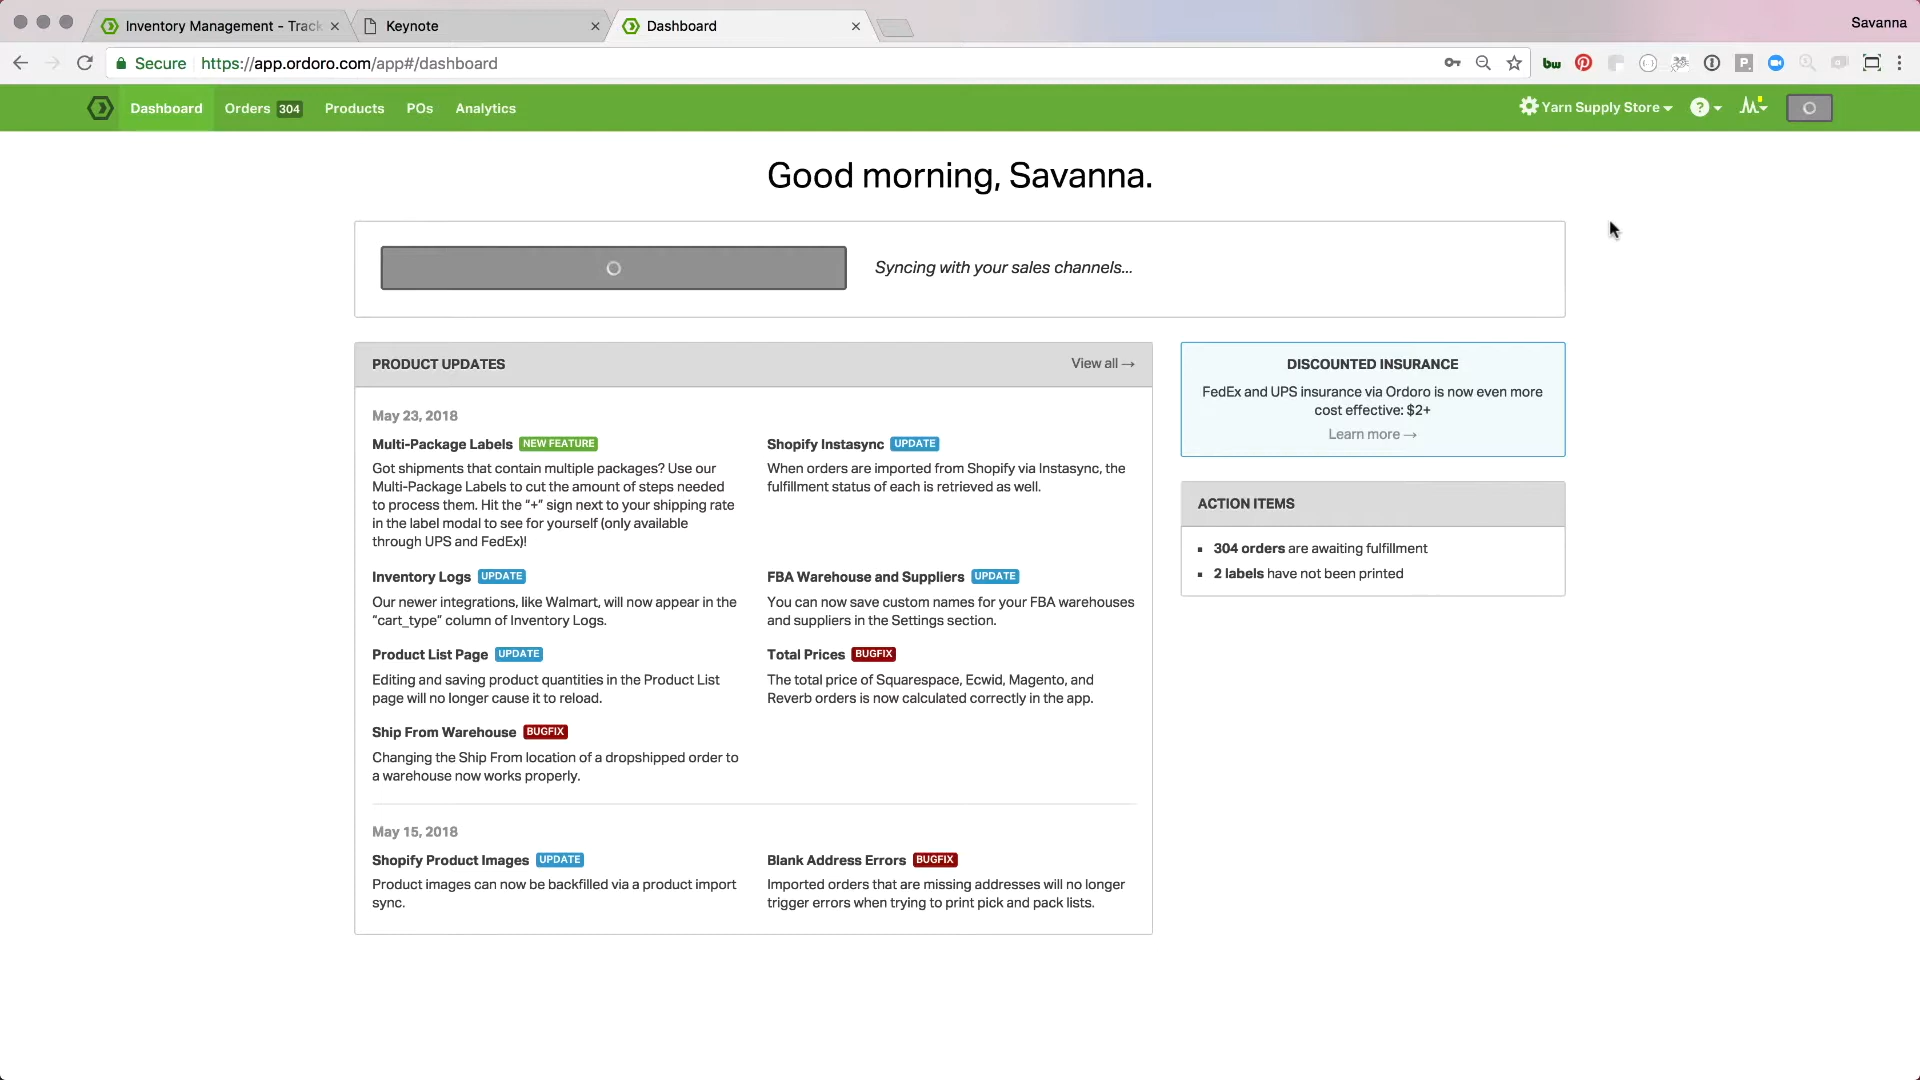 Inventory Management - Track
Keynote
Dashboard
Savanna
Secure
https://app.ordoro.com/app#/dashboard
bw
Dashboard
Orders 304
Products
POs
Analytics
Yarn Supply Store
?
Good morning, Savanna.
Syncing with your sales channels...
PRODUCT UPDATES
View all →
May 23, 2018
Multi-Package Labels NEW FEATURE
Got shipments that contain multiple packages? Use our
Multi-Package Labels to cut the amount of steps needed
to process them. Hit the “+” sign next to your shipping rate
in the label modal to see for yourself (only available
through UPS and FedEx)!
Shopify Instasync UPDATE
When orders are imported from Shopify via Instasync, the
fulfillment status of each is retrieved as well.
Inventory Logs UPDATE
Our newer integrations, like Walmart, will now appear in the
“cart_type” column of Inventory Logs.
FBA Warehouse and Suppliers UPDATE
You can now save custom names for your FBA warehouses
and suppliers in the Settings section.
Product List Page UPDATE
Editing and saving product quantities in the Product List
page will no longer cause it to reload.
Total Prices BUGFIX
The total price of Squarespace, Ecwid, Magento, and
Reverb orders is now calculated correctly in the app.
Ship From Warehouse BUGFIX
Changing the Ship From location of a dropshipped order to
a warehouse now works properly.
May 15, 2018
Shopify Product Images UPDATE
Product images can now be backfilled via a product import
sync.
Blank Address Errors BUGFIX
Imported orders that are missing addresses will no longer
trigger errors when trying to print pick and pack lists.
DISCOUNTED INSURANCE
FedEx and UPS insurance via Ordoro is now even more
cost effective: $2+
Learn more →
ACTION ITEMS
304 orders are awaiting fulfillment
2 labels have not been printed